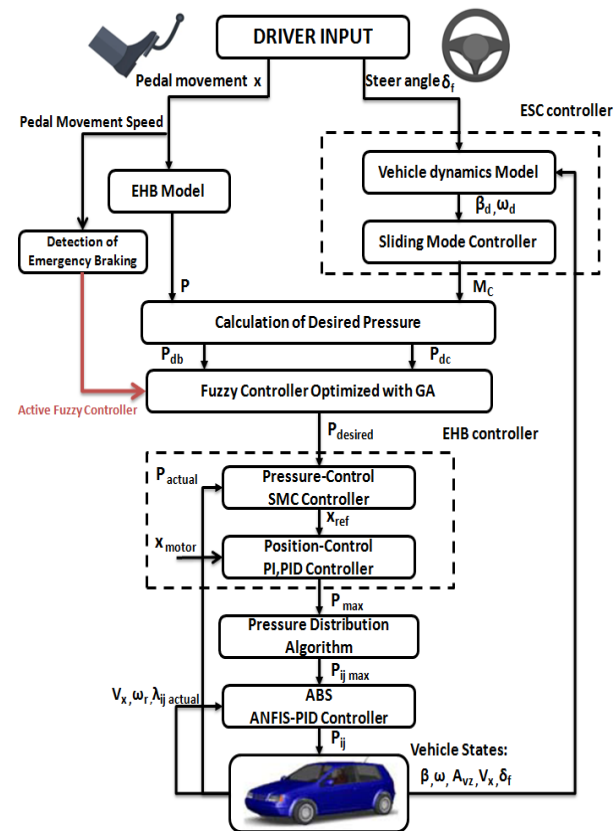 DRIVER INPUT
Pedal movement x
Steer angle δf
Pedal Movement Speed
ESC controller
EHB Model
Vehicle dynamics Model
βd,ωd
Detection of
Emergency Braking
Sliding Mode Controller
P
MC
Calculation of Desired Pressure
Pdb
Pdc
Fuzzy Controller Optimized with GA
Active Fuzzy Controller
Pdesired
EHB controller
Pactual
Pressure-Control
SMC Controller
xref
xmotor
Position-Control
PI,PID Controller
Pmax
Pressure Distribution
Algorithm
Pij max
Vx,ωr,λij actual
ABS
ANFIS-PID Controller
Pij
Vehicle States:
β,ω,Avz,Vx,δf